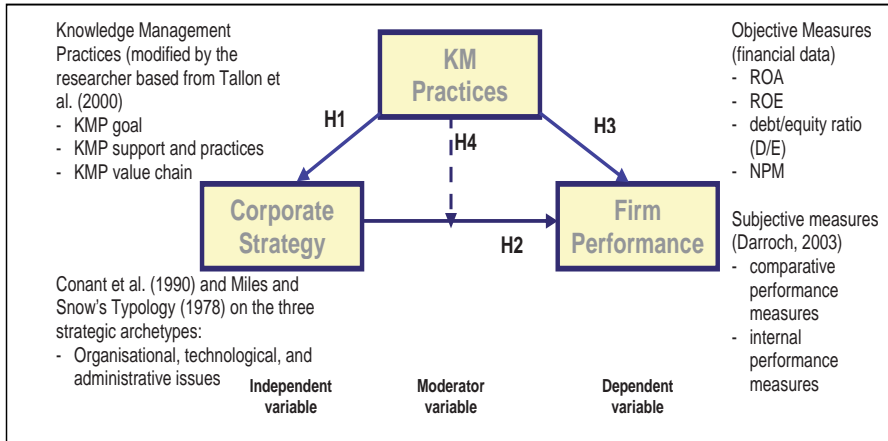 Knowledge Management
Practices (modified by the
researcher based from Tallon et
al. (2000)
- KMP goal
- KMP support and practices
- KMP value chain
KM
Practices
Objective Measures
(financial data)
- ROA
- ROE
- debt/equity ratio
(D/E)
- NPM
H1
H4
H3
Corporate
Strategy
H2
Firm
Performance
Subjective measures
(Darroch, 2003)
- comparative
performance
measures
- internal
performance
measures
Conant et al. (1990) and Miles and
Snow's Typology (1978) on the three
strategic archetypes:
- Organisational, technological, and
administrative issues
Independent
variable
Moderator
variable
Dependent
variable